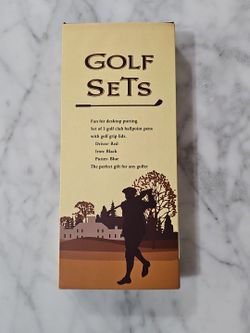 GOLF
SETS
Fun for desktop putting.
Set of 3 golf club ballpoint pens
with golf grip lids.
Driver- Red
Iron- Black
Putter- Blue
The perfect gift for any golfer